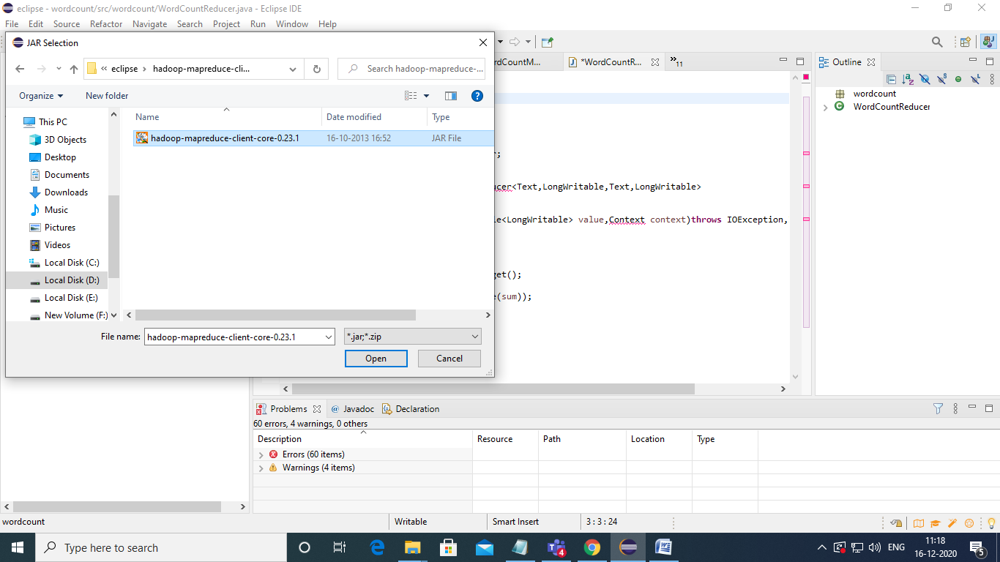 eclipse - wordcount/src/wordcount/WordCountReducer.java - Eclipse IDE
File Edit Source Refactor Navigate Search Project Run Window Help
JAR Selection
« eclipse › hadoop-mapreduce-cli...
Search hadoop-mapreduce-...
Organize New folder
This PC
3D Objects
Desktop
Documents
Downloads
Music
Pictures
Videos
Local Disk (C:)
Local Disk (D:)
Local Disk (E:)
New Volume (F:)
Name Date modified Type
hadoop-mapreduce-client-core-0.23.1 16-10-2013 16:52 JAR File
File name: hadoop-mapreduce-client-core-0.23.1 *.jar;*.zip
Open Cancel
rdCountM... *WordCountR... »11
r;
ucer<Text,LongWritable,Text,LongWritable>
le<LongWritable> value,Context context)throws IOException,
get();
e(sum));
Outline
wordcount
WordCountReducer
Problems @ Javadoc Declaration
60 errors, 4 warnings, 0 others
Description Resource Path Location Type
Errors (60 items)
Warnings (4 items)
wordcount Writable Smart Insert 3 : 3 : 24
Type here to search
4
ENG
11:18
16-12-2020
5